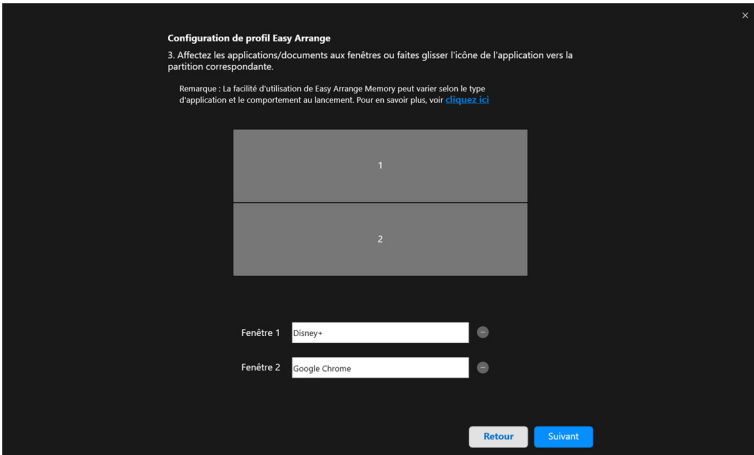 Configuration de profil Easy Arrange
3. Affectez les applications/documents aux fenêtres ou faites glisser l'icône de l'application vers la
partition correspondante.
Remarque : La facilité d'utilisation de Easy Arrange Memory peut varier selon le type
d'application et le comportement au lancement. Pour en savoir plus, voir cliquez ici
1
2
Fenêtre 1 Disney+
Fenêtre 2 Google Chrome
Retour Suivant